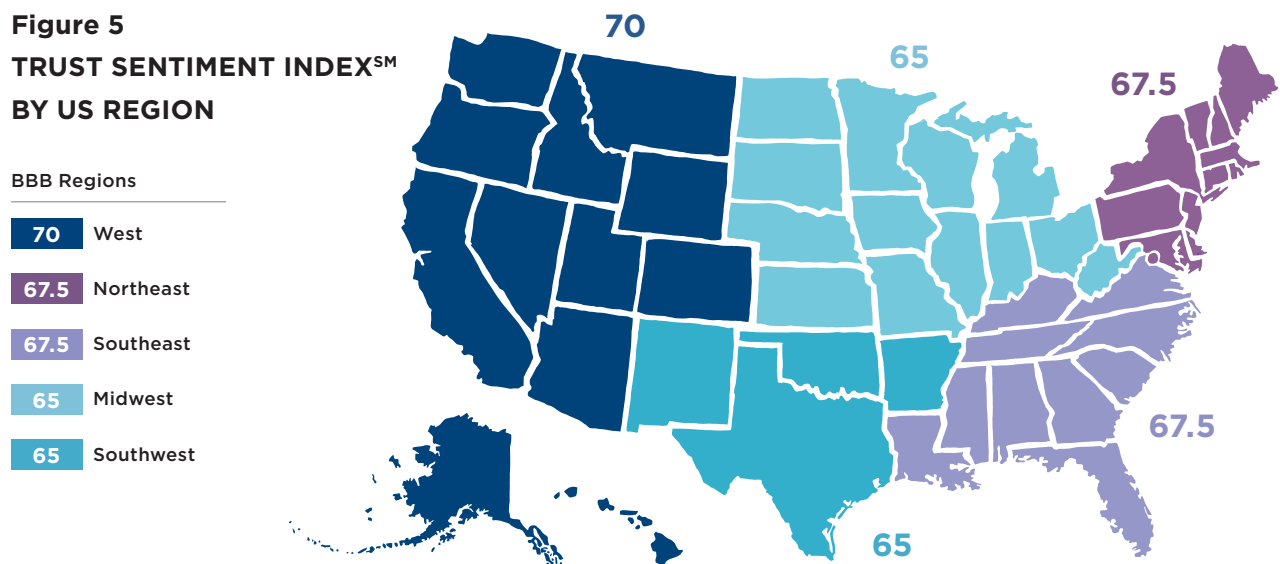 Figure 5
TRUST SENTIMENT INDEX℠
BY US REGION
BBB Regions
70 West
67.5 Northeast
67.5 Southeast
65 Midwest
65 Southwest
70
65
67.5
67.5
65